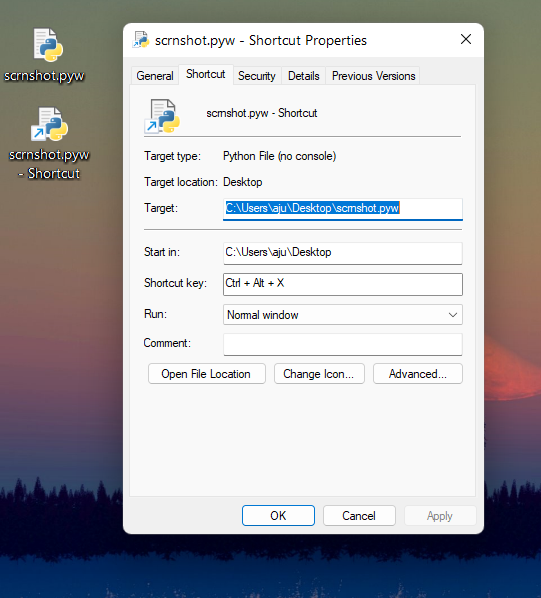 scrnshot.pyw
scrnshot.pyw
- Shortcut
scrnshot.pyw - Shortcut Properties
General Shortcut Security Details Previous Versions
scrnshot.pyw - Shortcut
Target type: Python File (no console)
Target location: Desktop
Target: C:\Users\aju\Desktop\scrnshot.pyw
Start in: C:\Users\aju\Desktop
Shortcut key: Ctrl + Alt + X
Run: Normal window
Comment:
Open File Location Change Icon... Advanced...
OK Cancel Apply